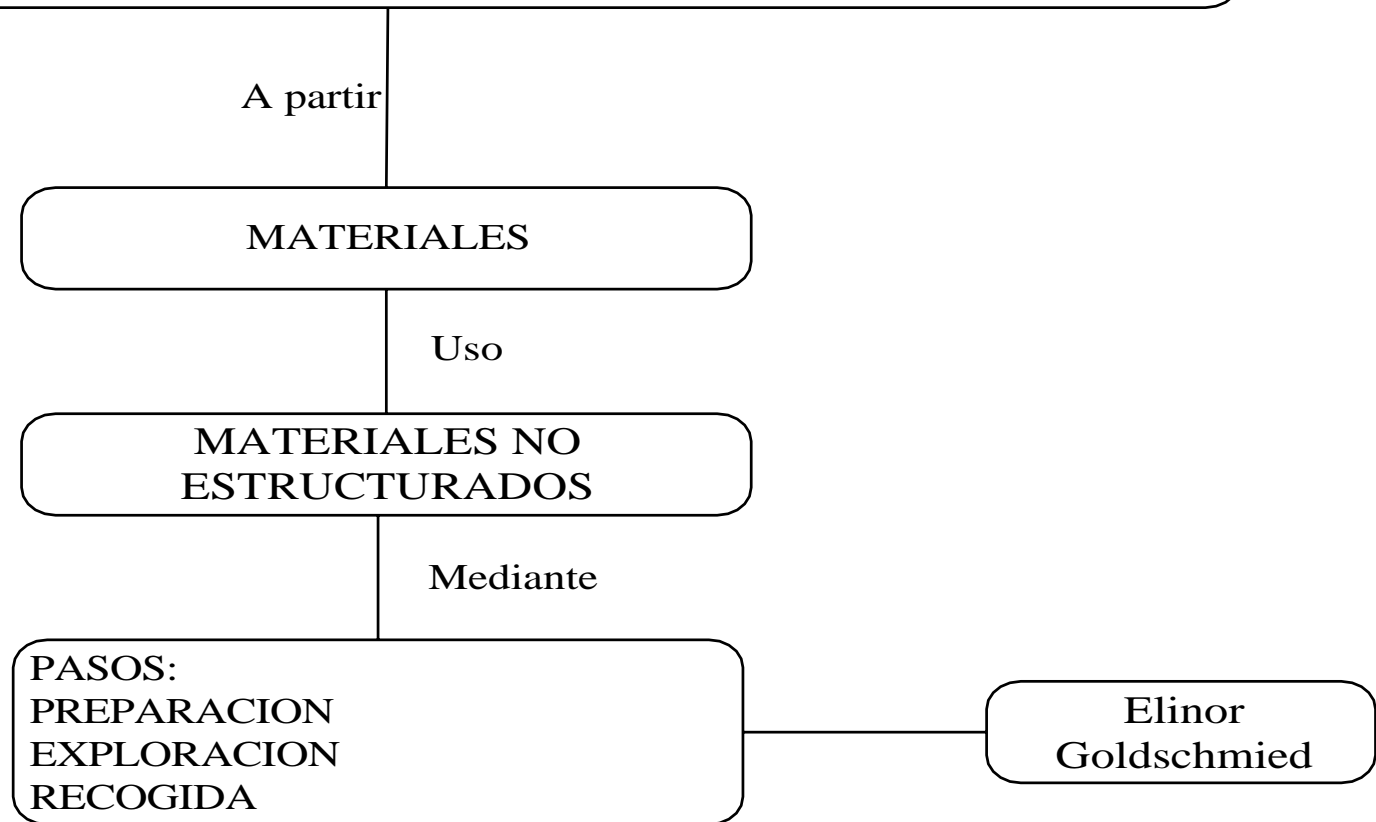 A partir
MATERIALES
Uso
MATERIALES NO
ESTRUCTURADOS
Mediante
PASOS:
PREPARACION
EXPLORACION
RECOGIDA
Elinor
Goldschmied